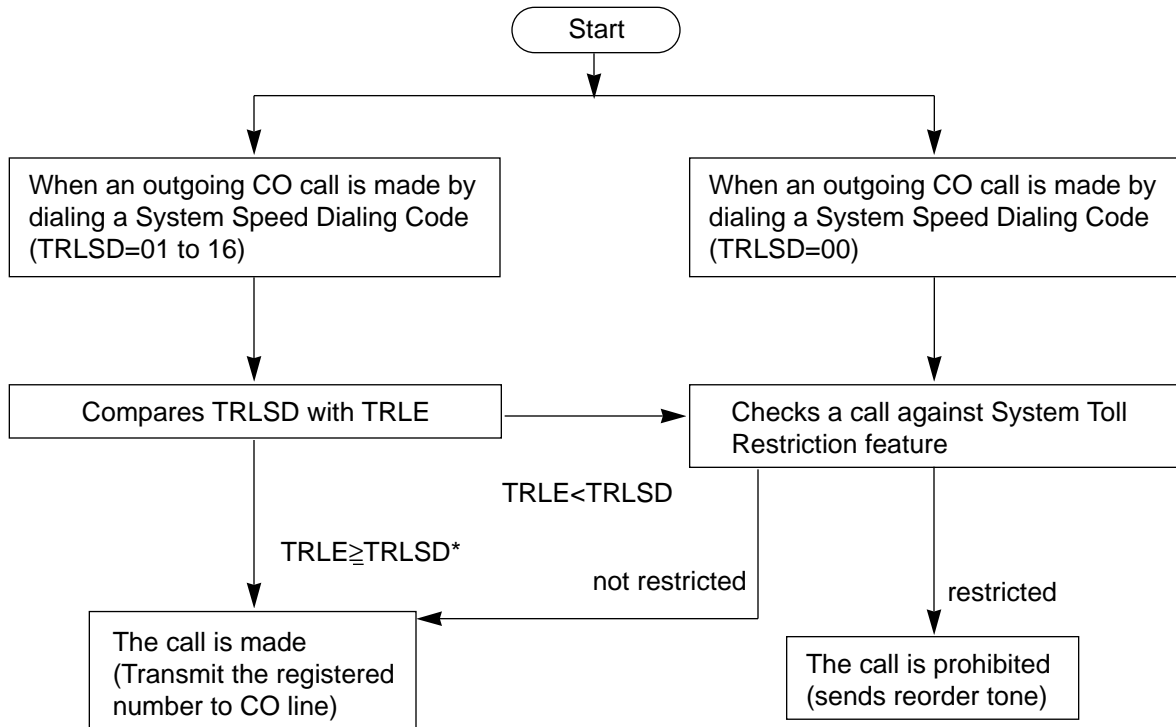 Start
When an outgoing CO call is made by
dialing a System Speed Dialing Code
(TRLSD=01 to 16)
When an outgoing CO call is made by
dialing a System Speed Dialing Code
(TRLSD=00)
Compares TRLSD with TRLE
Checks a call against System Toll
Restriction feature
TRLE<TRLSD
TRLE≧TRLSD*
not restricted
restricted
The call is made
(Transmit the registered
number to CO line)
The call is prohibited
(sends reorder tone)